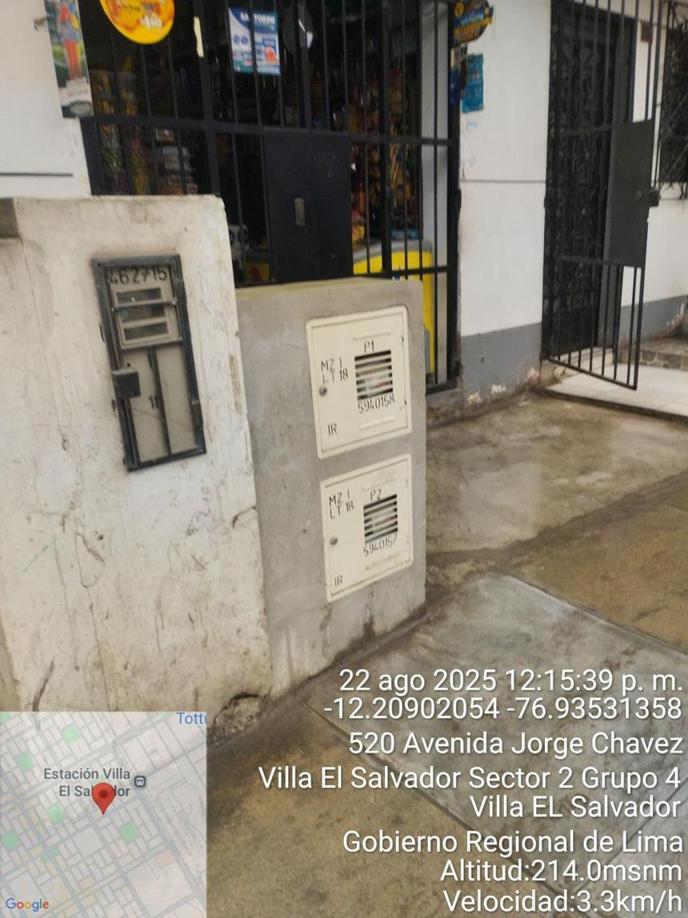 462715
P1
MZ I
LT 18
5940158
IR
P2
MZ I
LT 18
5940157
IR
22 ago 2025 12:15:39 p. m.
-12.20902054 -76.93531358
520 Avenida Jorge Chavez
Villa El Salvador Sector 2 Grupo 4
Villa EL Salvador
Gobierno Regional de Lima
Altitud:214.0msnm
Velocidad:3.3km/h
Estación Villa
El Salvador
Google